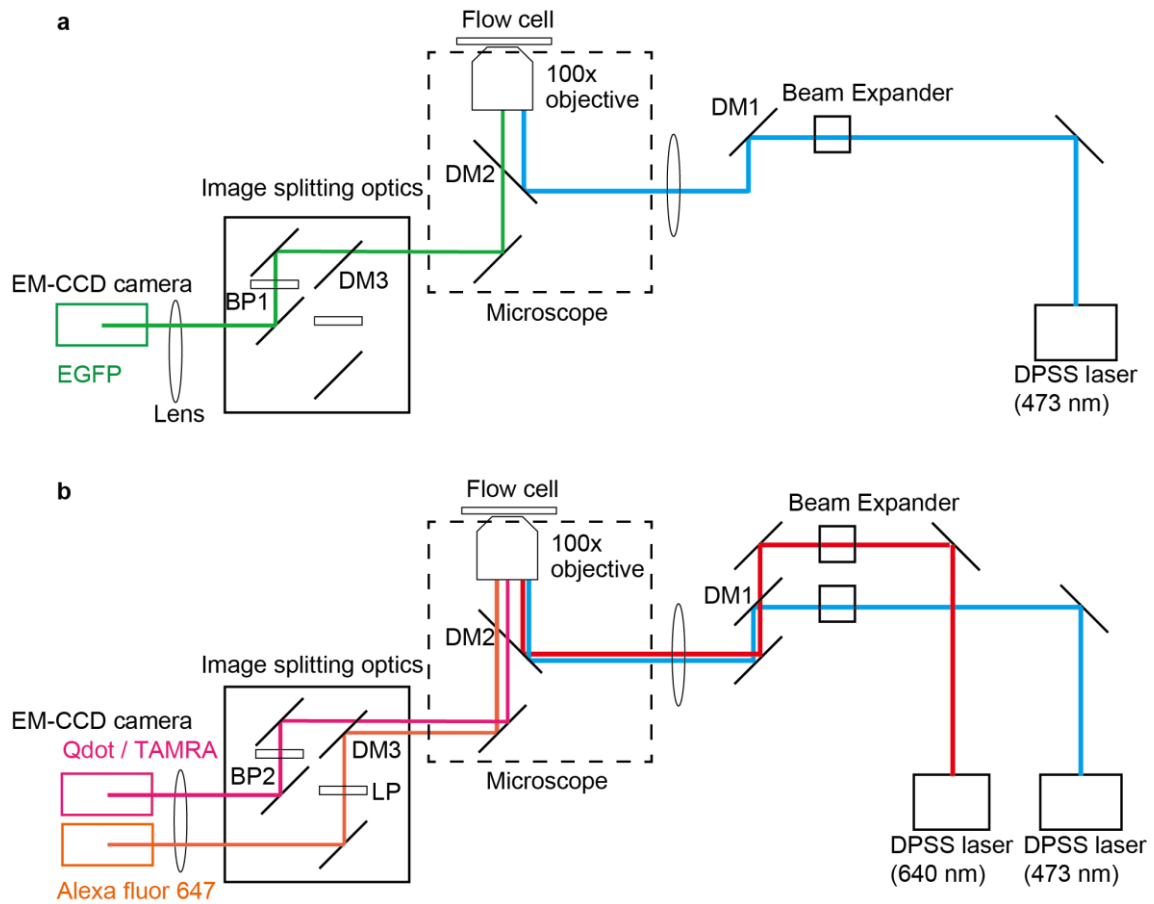 a
Flow cell
100x
objective
DM1
Beam Expander
DM2
Image splitting optics
EM-CCD camera
BP1
DM3
Microscope
EGFP
Lens
DPSS laser
(473 nm)
b
Flow cell
Beam Expander
100x
objective
DM1
DM2
Image splitting optics
EM-CCD camera
Qdot / TAMRA
DM3
BP2
LP
Microscope
Alexa fluor 647
DPSS laser
(640 nm)
DPSS laser
(473 nm)